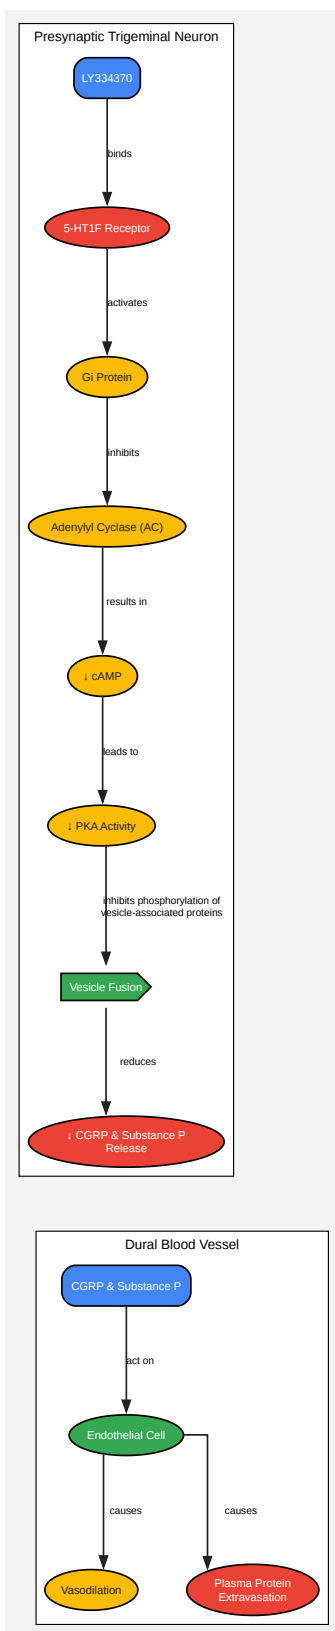 Presynaptic Trigeminal Neuron
LY334370
binds
5-HT1F Receptor
activates
Gi Protein
inhibits
Adenylyl Cyclase (AC)
results in
↓ cAMP
leads to
↓ PKA Activity
inhibits phosphorylation of
vesicle-associated proteins
Vesicle Fusion
reduces
↓ CGRP & Substance P
Release
Dural Blood Vessel
CGRP & Substance P
act on
Endothelial Cell
causes
causes
Vasodilation
Plasma Protein
Extravasation